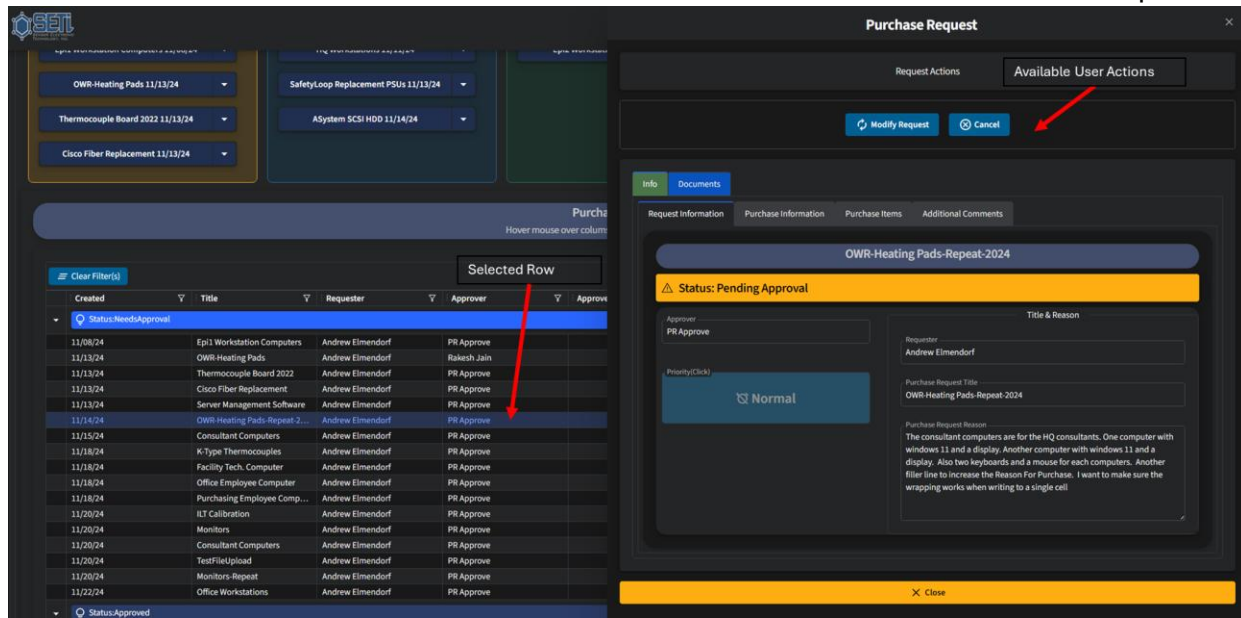 SETi
Purchase Request
OWR-Heating Pads 11/13/24
SafetyLoop Replacement PSUs 11/13/24
Thermocouple Board 2022 11/13/24
ASystem SCSI HDD 11/14/24
Cisco Fiber Replacement 11/13/24
Request Actions
Available User Actions
Modify Request
Cancel
Info
Documents
Request Information
Purchase Information
Purchase Items
Additional Comments
Purcha
Hover mouse over colum
Clear Filter(s)
Selected Row
Created
Title
Requester
Approver
Approve
Status:NeedsApproval
11/08/24 Epi1 Workstation Computers Andrew Elmendorf PR Approve
11/13/24 OWR-Heating Pads Andrew Elmendorf Rakesh Jain
11/13/24 Thermocouple Board 2022 Andrew Elmendorf PR Approve
11/13/24 Cisco Fiber Replacement Andrew Elmendorf PR Approve
11/13/24 Server Management Software Andrew Elmendorf PR Approve
11/14/24 OWR-Heating Pads-Repeat-2... Andrew Elmendorf PR Approve
11/15/24 Consultant Computers Andrew Elmendorf PR Approve
11/18/24 K-Type Thermocouples Andrew Elmendorf PR Approve
11/18/24 Facility Tech. Computer Andrew Elmendorf PR Approve
11/18/24 Office Employee Computer Andrew Elmendorf PR Approve
11/18/24 Purchasing Employee Comp... Andrew Elmendorf PR Approve
11/20/24 ILT Calibration Andrew Elmendorf PR Approve
11/20/24 Monitors Andrew Elmendorf PR Approve
11/20/24 Consultant Computers Andrew Elmendorf PR Approve
11/20/24 TestFileUpload Andrew Elmendorf PR Approve
11/20/24 Monitors-Repeat Andrew Elmendorf PR Approve
11/22/24 Office Workstations Andrew Elmendorf PR Approve
Status:Approved
OWR-Heating Pads-Repeat-2024
Status: Pending Approval
Approver
PR Approve
Priority(Click)
Normal
Title & Reason
Requester
Andrew Elmendorf
Purchase Request Title
OWR-Heating Pads-Repeat-2024
Purchase Request Reason
The consultant computers are for the HQ consultants. One computer with
windows 11 and a display. Another computer with windows 11 and a
display. Also two keyboards and a mouse for each computers. Another
filler line to increase the Reason For Purchase. I want to make sure the
wrapping works when writing to a single cell
Close